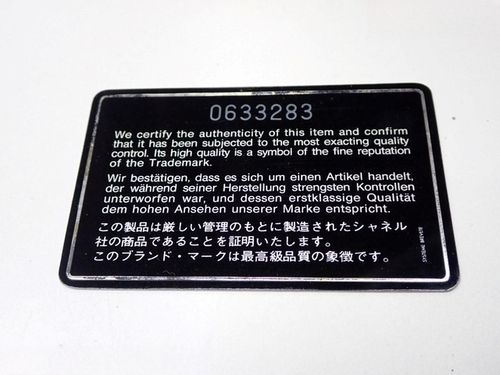 0633283
We certify the authenticity of this item and confirm
that it has been subjected to the most exacting quality
control. Its high quality is a symbol of the fine reputation
of the Trademark.
Wir bestätigen, dass es sich um einen Artikel handelt,
der während seiner Herstellung strengsten Kontrollen
unterworfen war, und dessen erstklassige Qualität
dem hohen Ansehen unserer Marke entspricht.
この製品は厳しい管理のもとに製造されたシャネル
社の商品であることを証明いたします。
このブランド・マークは最高級品質の象徴です。
SYSTEME BREVETE